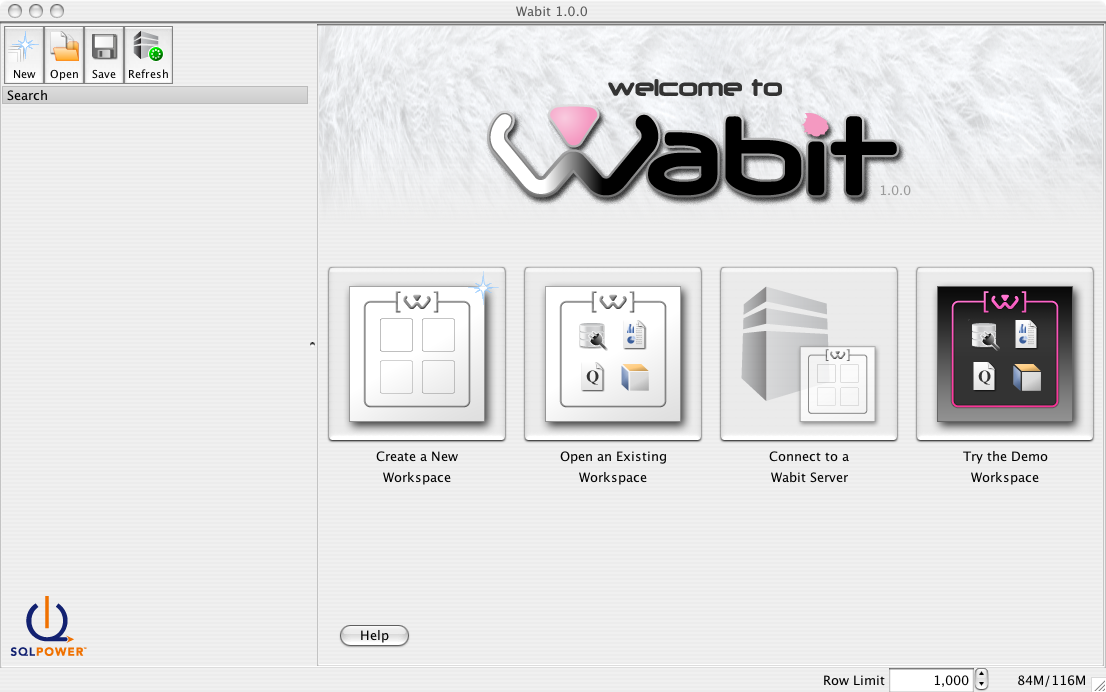 Wabit 1.0.0
New Open Save Refresh
Search
welcome to
Wabit
1.0.0
Create a New
Workspace
Open an Existing
Workspace
Connect to a
Wabit Server
Try the Demo
Workspace
Q
Q
SQLPOWER
Help
Row Limit 1,000 84M/116M